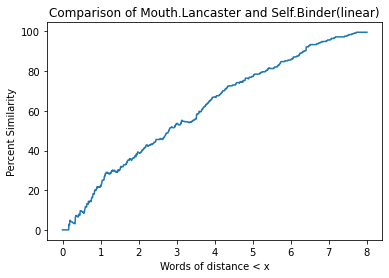 Comparison of Mouth.Lancaster and Self.Binder(linear)
100
80
60
40
20
0
Percent Similarity
0 1 2 3 4 5 6 7 8
Words of distance < x